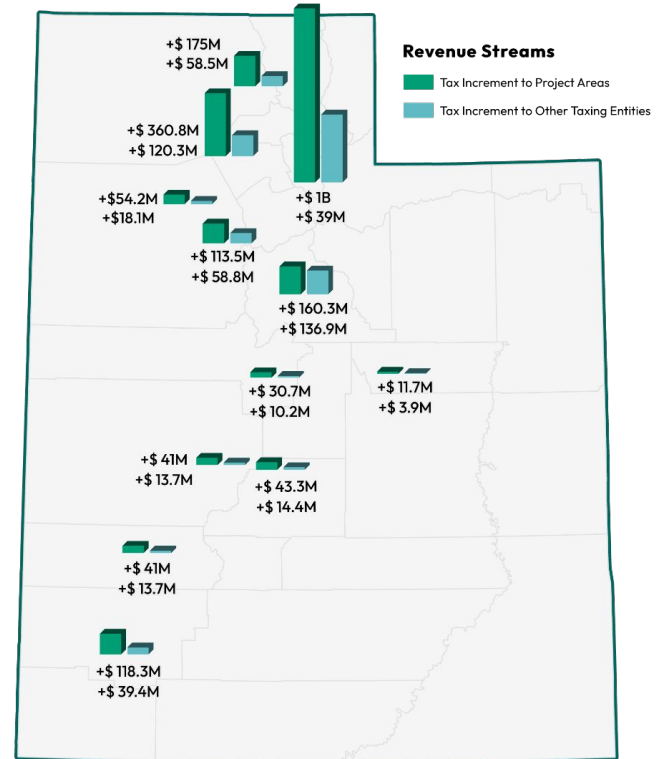 Revenue Streams
Tax Increment to Project Areas
Tax Increment to Other Taxing Entities
+$ 175M
+$ 58.5M
+$ 360.8M
+$ 120.3M
+$ 1B
+$ 39M
+$54.2M
+$18.1M
+$ 113.5M
+$ 58.8M
+$ 160.3M
+$ 136.9M
+$ 30.7M
+$ 10.2M
+$ 11.7M
+$ 3.9M
+$ 41M
+$ 13.7M
+$ 43.3M
+$ 14.4M
+$ 41M
+$ 13.7M
+$ 118.3M
+$ 39.4M